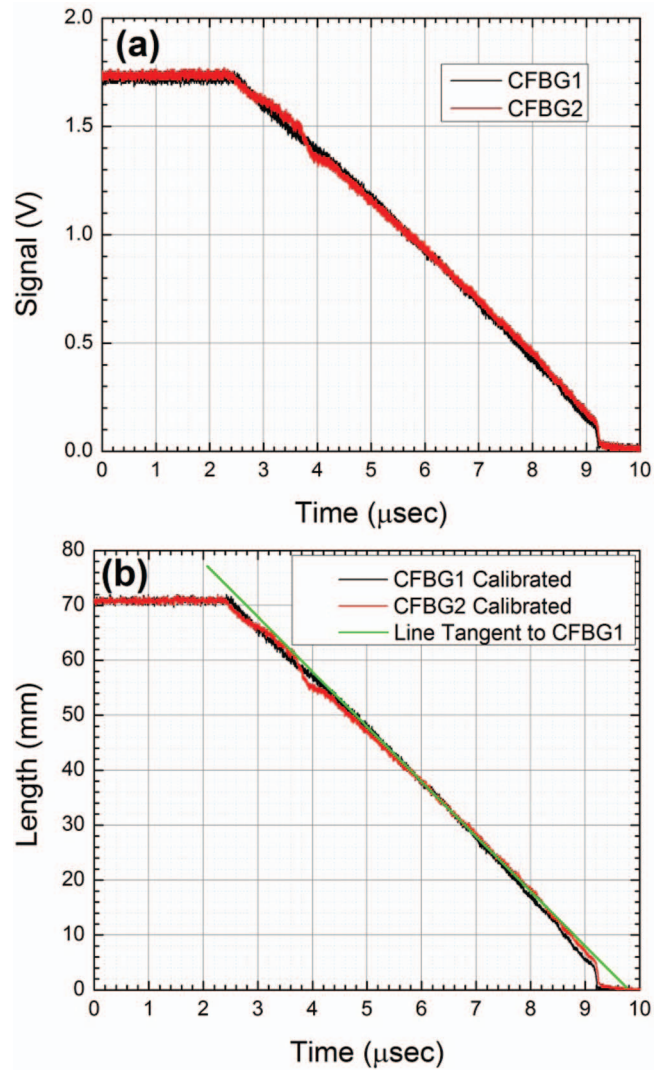 (a)
CFBG1
CFBG2
2.0
1.5
1.0
0.5
0.0
Signal (V)
0 1 2 3 4 5 6 7 8 9 10
Time (μsec)
(b)
CFBG1 Calibrated
CFBG2 Calibrated
Line Tangent to CFBG1
80
70
60
50
40
30
20
10
0
Length (mm)
0 1 2 3 4 5 6 7 8 9 10
Time (μsec)